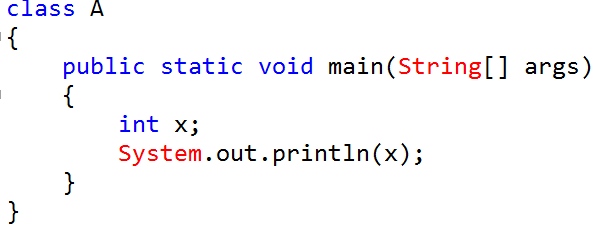 class A
{
public static void main(String[] args)
{
int x;
System.out.println(x);
}
}